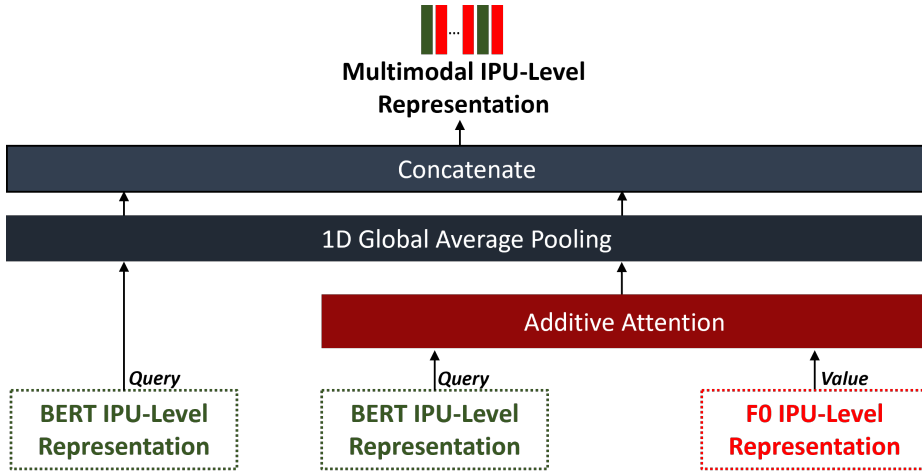 ...
Multimodal IPU-Level
Representation
Concatenate
1D Global Average Pooling
Additive Attention
Query
Query
Value
BERT IPU-Level
Representation
BERT IPU-Level
Representation
F0 IPU-Level
Representation